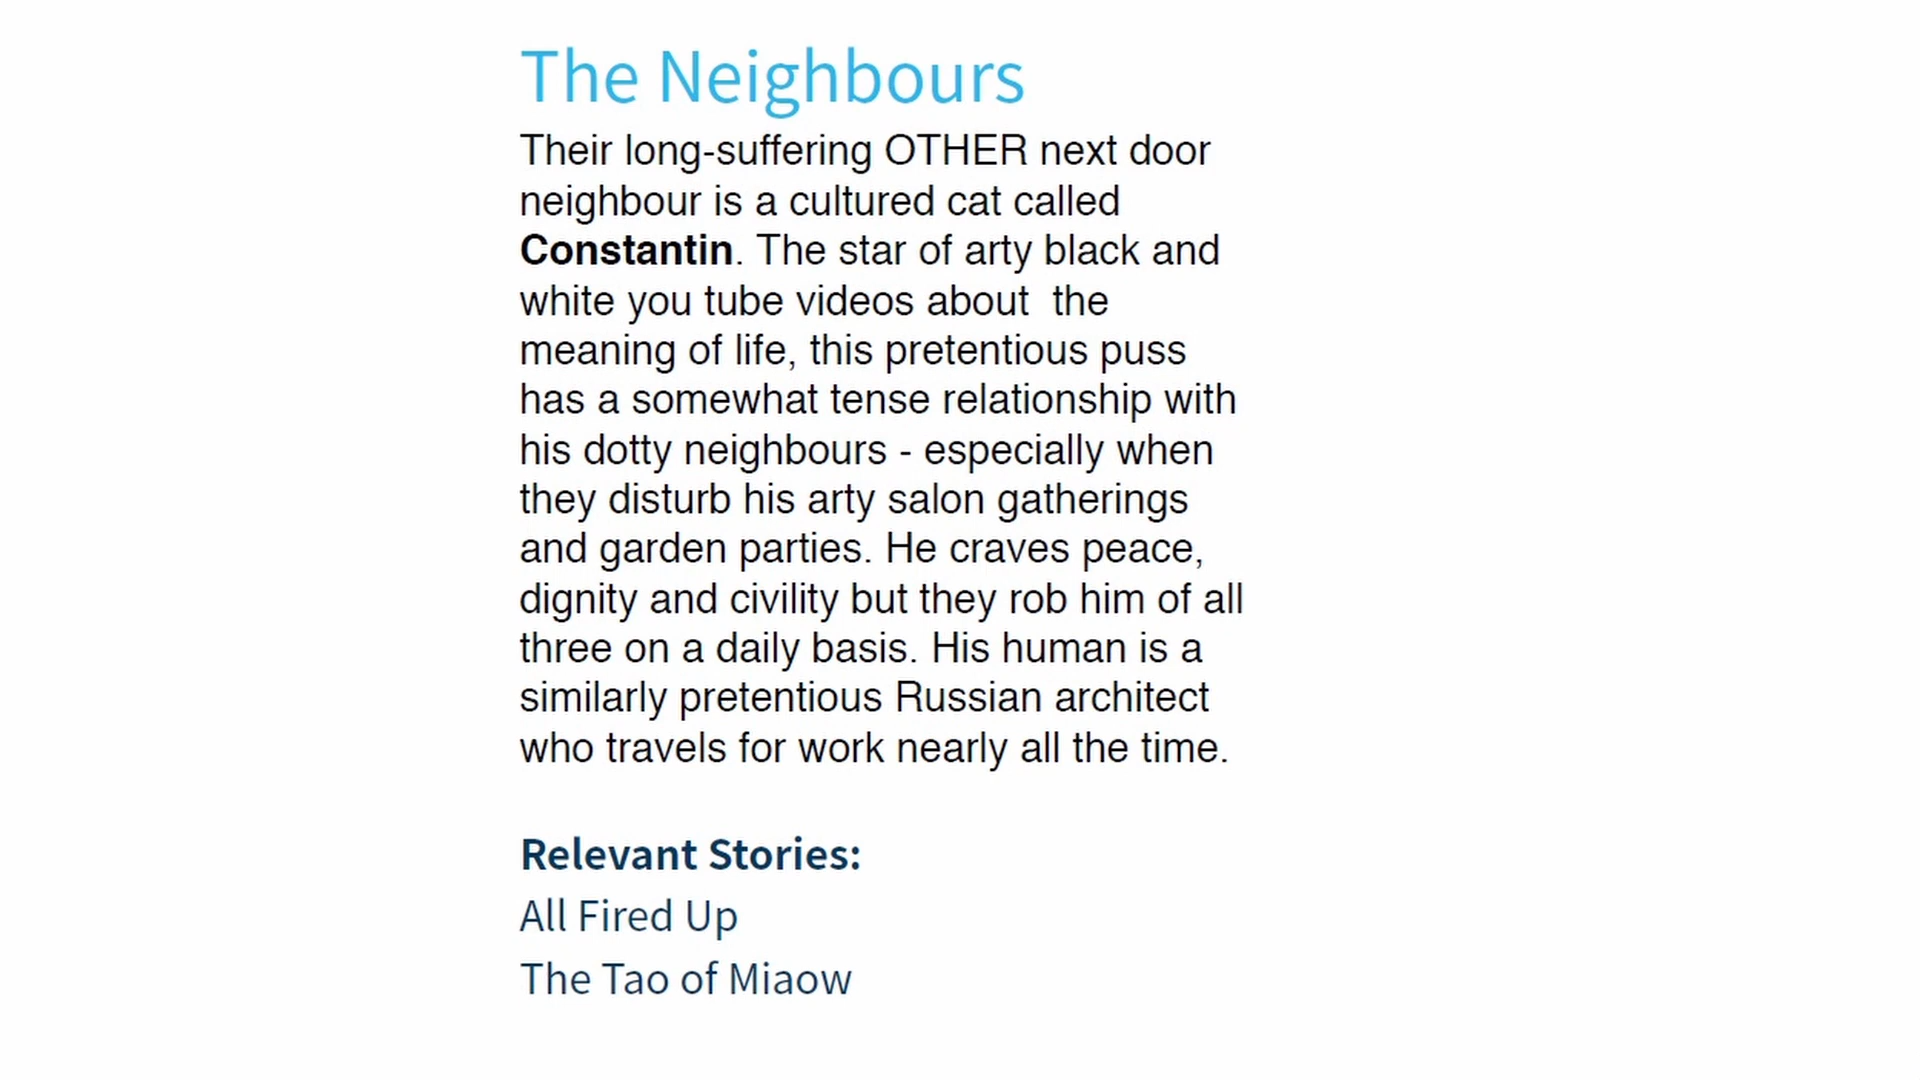 The Neighbours
Their long-suffering OTHER next door
neighbour is a cultured cat called
Constantin. The star of arty black and
white you tube videos about  the
meaning of life, this pretentious puss
has a somewhat tense relationship with
his dotty neighbours - especially when
they disturb his arty salon gatherings
and garden parties. He craves peace,
dignity and civility but they rob him of all
three on a daily basis. His human is a
similarly pretentious Russian architect
who travels for work nearly all the time.
Relevant Stories:
All Fired Up
The Tao of Miaow